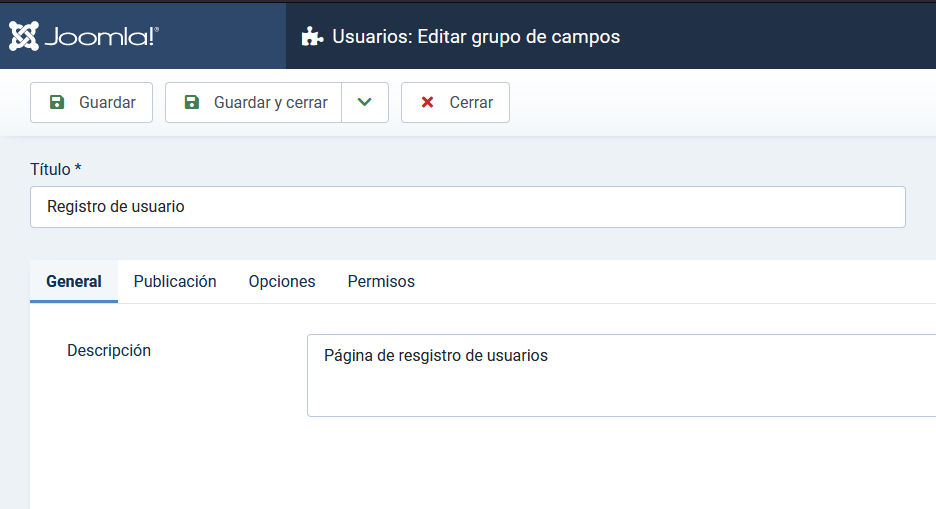 Joomla!® Usuarios: Editar grupo de campos
Guardar Guardar y cerrar Cerrar
Título *
Registro de usuario
General Publicación Opciones Permisos
Descripción Página de resgistro de usuarios